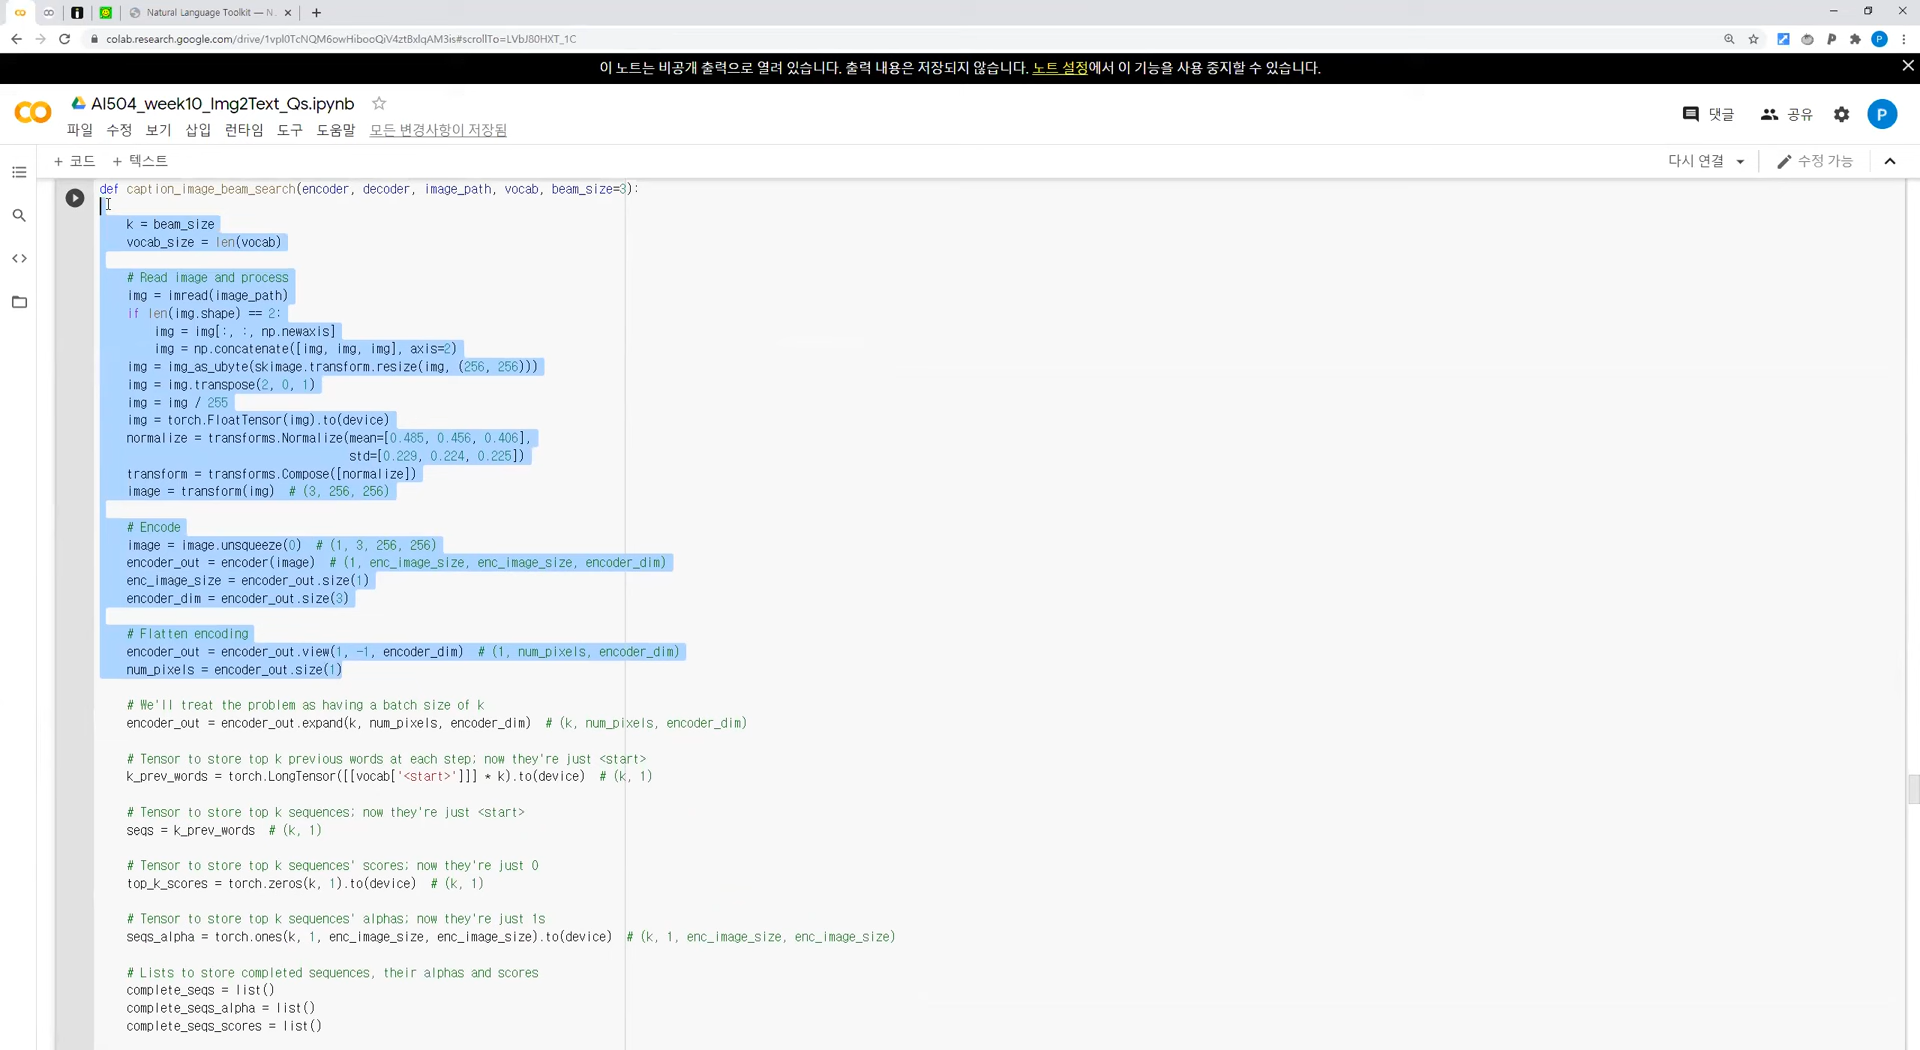 Natural Language Toolkit — N
colab.research.google.com/drive/1vpl0TcNQM6owHibooQiV4ztBxlqAM3is#scrollTo=LVbJ80HXT_1C
이 노트는 비공개 출력으로 열려 있습니다. 출력 내용은 저장되지 않습니다. 노트 설정에서 이 기능을 사용 중지할 수 있습니다.
AI504_week10_Img2Text_Qs.ipynb
댓글 공유 P
파일 수정 보기 삽입 런타임 도구 도움말 모든 변경사항이 저장됨
+ 코드 + 텍스트 다시 연결 수정 가능
def caption_image_beam_search(encoder, decoder, image_path, vocab, beam_size=3):
k = beam_size
vocab_size = len(vocab)
# Read image and process
img = imread(image_path)
if len(img.shape) == 2:
img = img[:, :, np.newaxis]
img = np.concatenate([img, img, img], axis=2)
img = img_as_ubyte(skimage.transform.resize(img, (256, 256)))
img = img.transpose(2, 0, 1)
img = img / 255
img = torch.FloatTensor(img).to(device)
normalize = transforms.Normalize(mean=[0.485, 0.456, 0.406],
std=[0.229, 0.224, 0.225])
transform = transforms.Compose([normalize])
image = transform(img)  # (3, 256, 256)
# Encode
image = image.unsqueeze(0)  # (1, 3, 256, 256)
encoder_out = encoder(image)  # (1, enc_image_size, enc_image_size, encoder_dim)
enc_image_size = encoder_out.size(1)
encoder_dim = encoder_out.size(3)
# Flatten encoding
encoder_out = encoder_out.view(1, -1, encoder_dim)  # (1, num_pixels, encoder_dim)
num_pixels = encoder_out.size(1)
# We'll treat the problem as having a batch size of k
encoder_out = encoder_out.expand(k, num_pixels, encoder_dim)  # (k, num_pixels, encoder_dim)
# Tensor to store top k previous words at each step; now they're just <start>
k_prev_words = torch.LongTensor([[vocab['<start>']]] * k).to(device)  # (k, 1)
# Tensor to store top k sequences; now they're just <start>
seqs = k_prev_words  # (k, 1)
# Tensor to store top k sequences' scores; now they're just 0
top_k_scores = torch.zeros(k, 1).to(device)  # (k, 1)
# Tensor to store top k sequences' alphas; now they're just 1s
seqs_alpha = torch.ones(k, 1, enc_image_size, enc_image_size).to(device)  # (k, 1, enc_image_size, enc_image_size)
# Lists to store completed sequences, their alphas and scores
complete_seqs = list()
complete_seqs_alpha = list()
complete_seqs_scores = list()